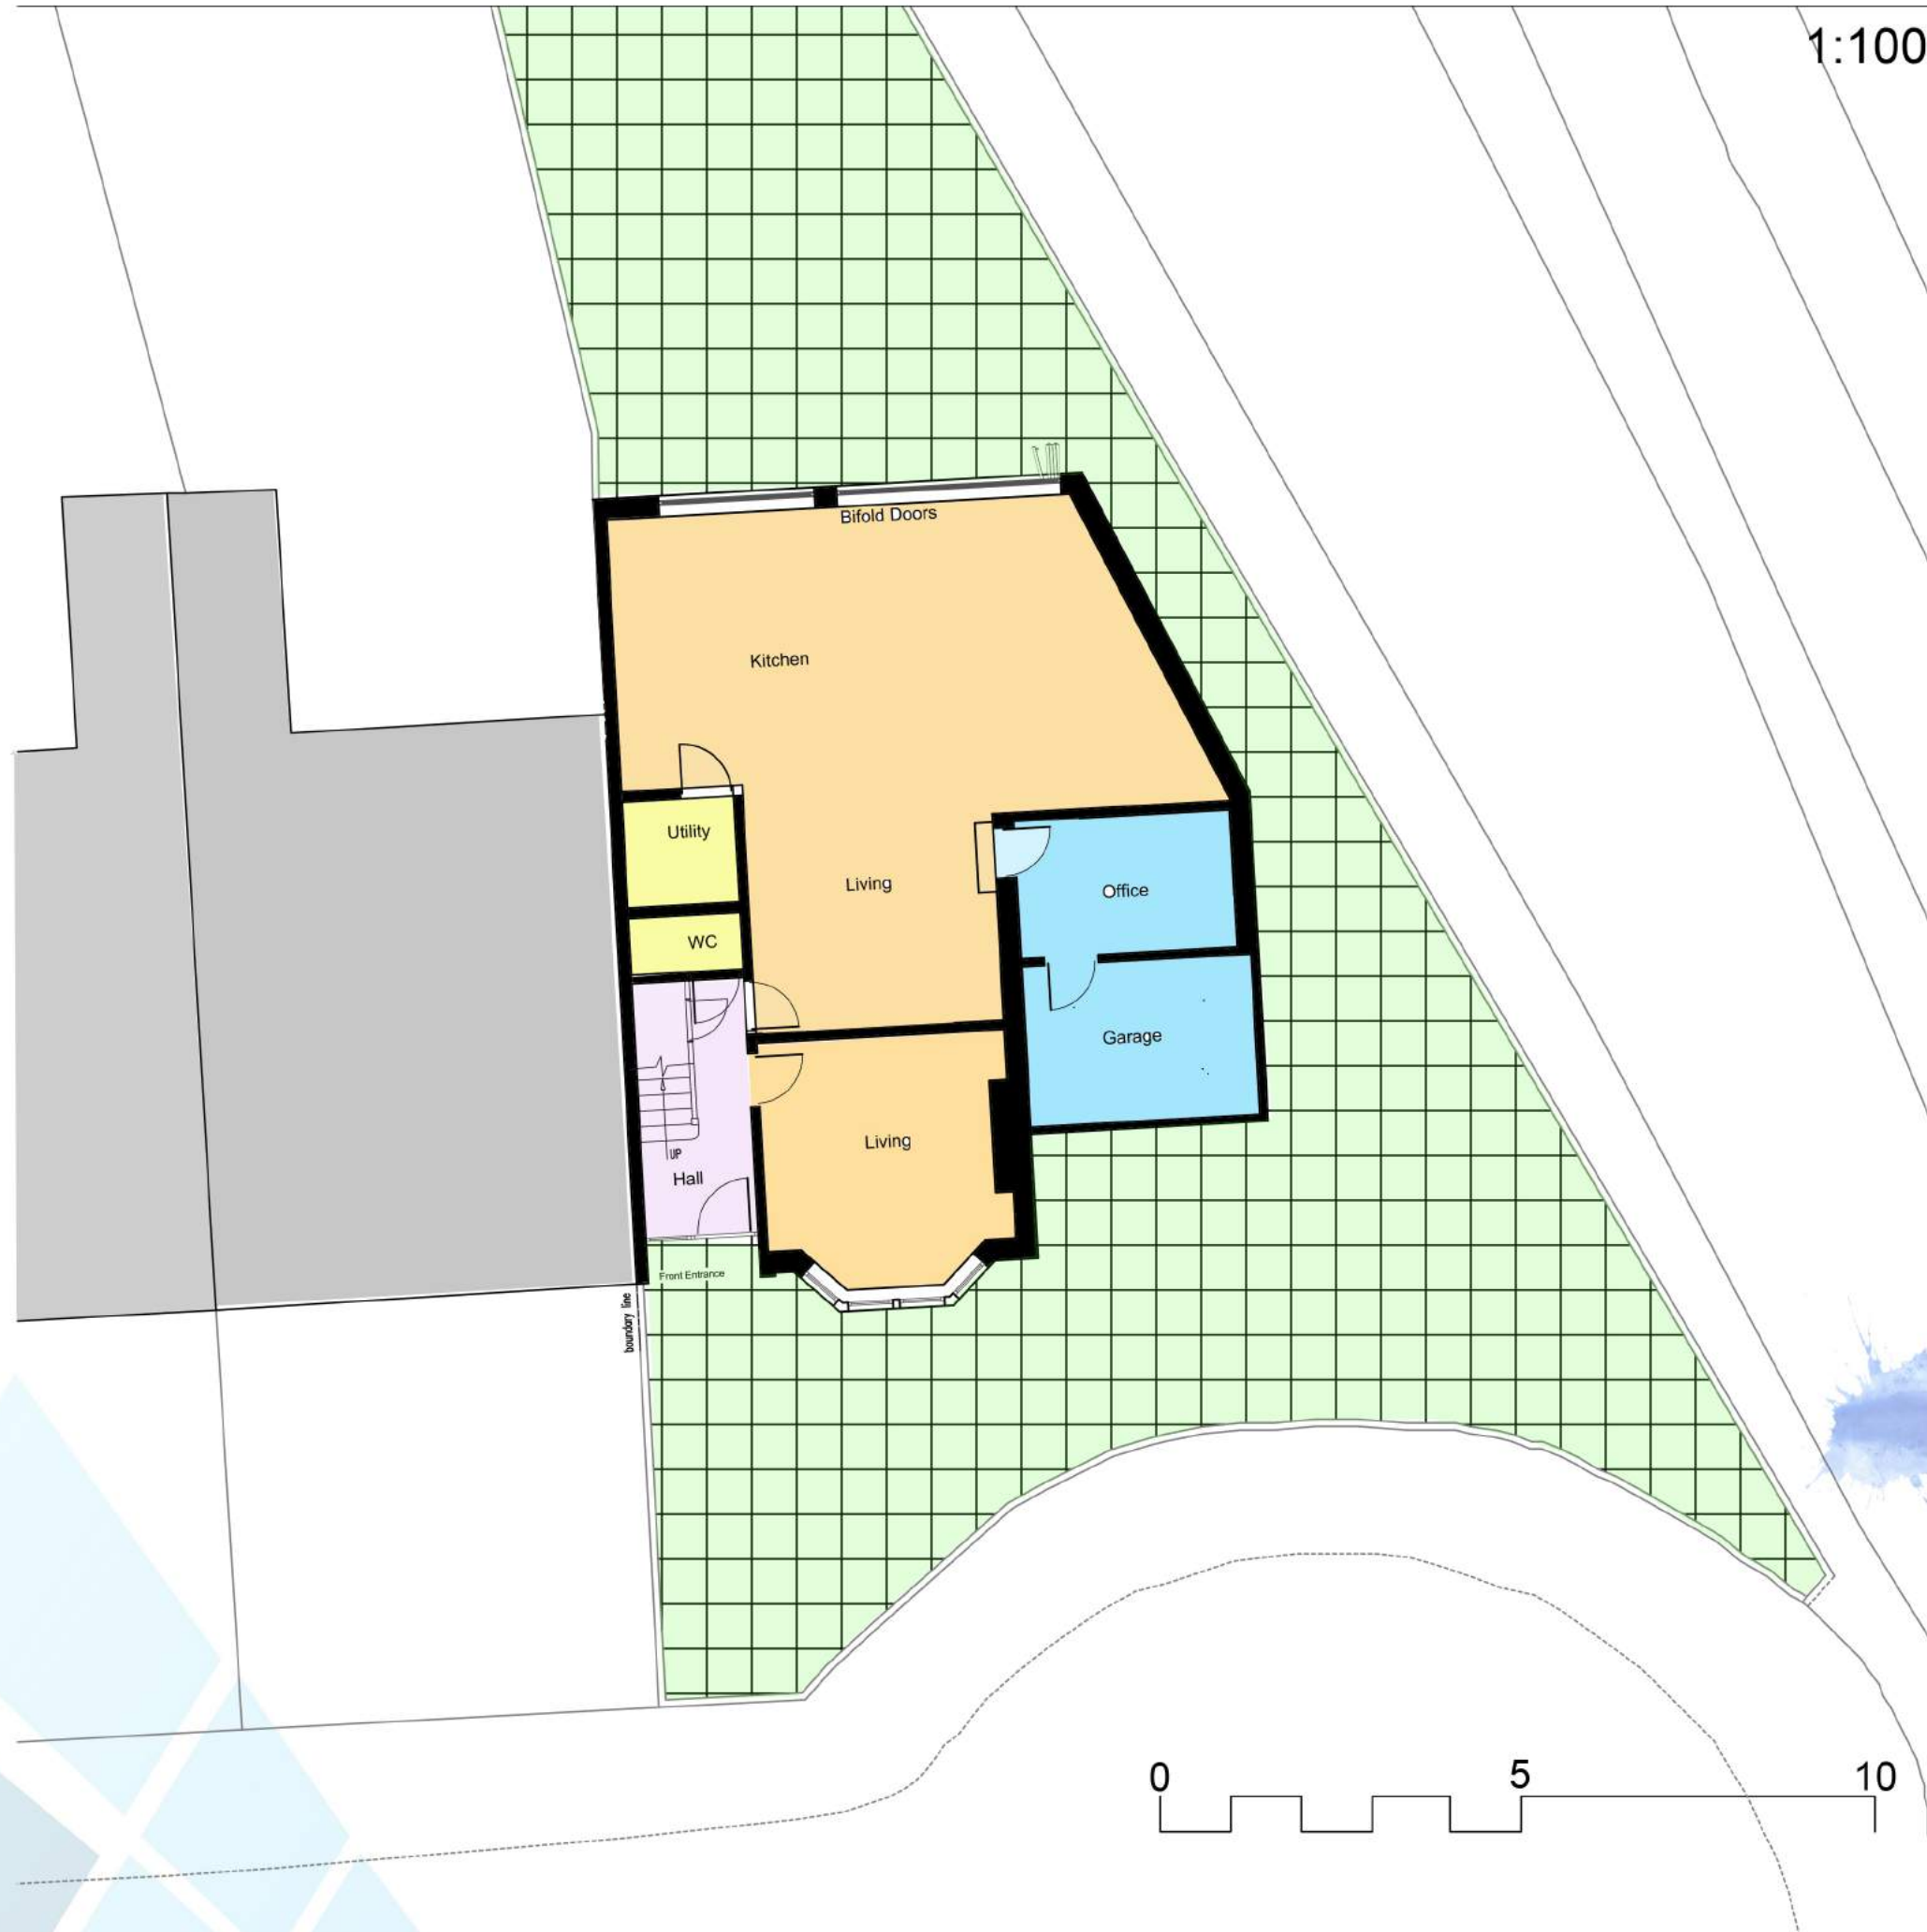 1:100
Bifold Doors
Kitchen
Utility
Living
Office
WC
Garage
Living
UP
Hall
Front Entrance
boundary line
0 5 10